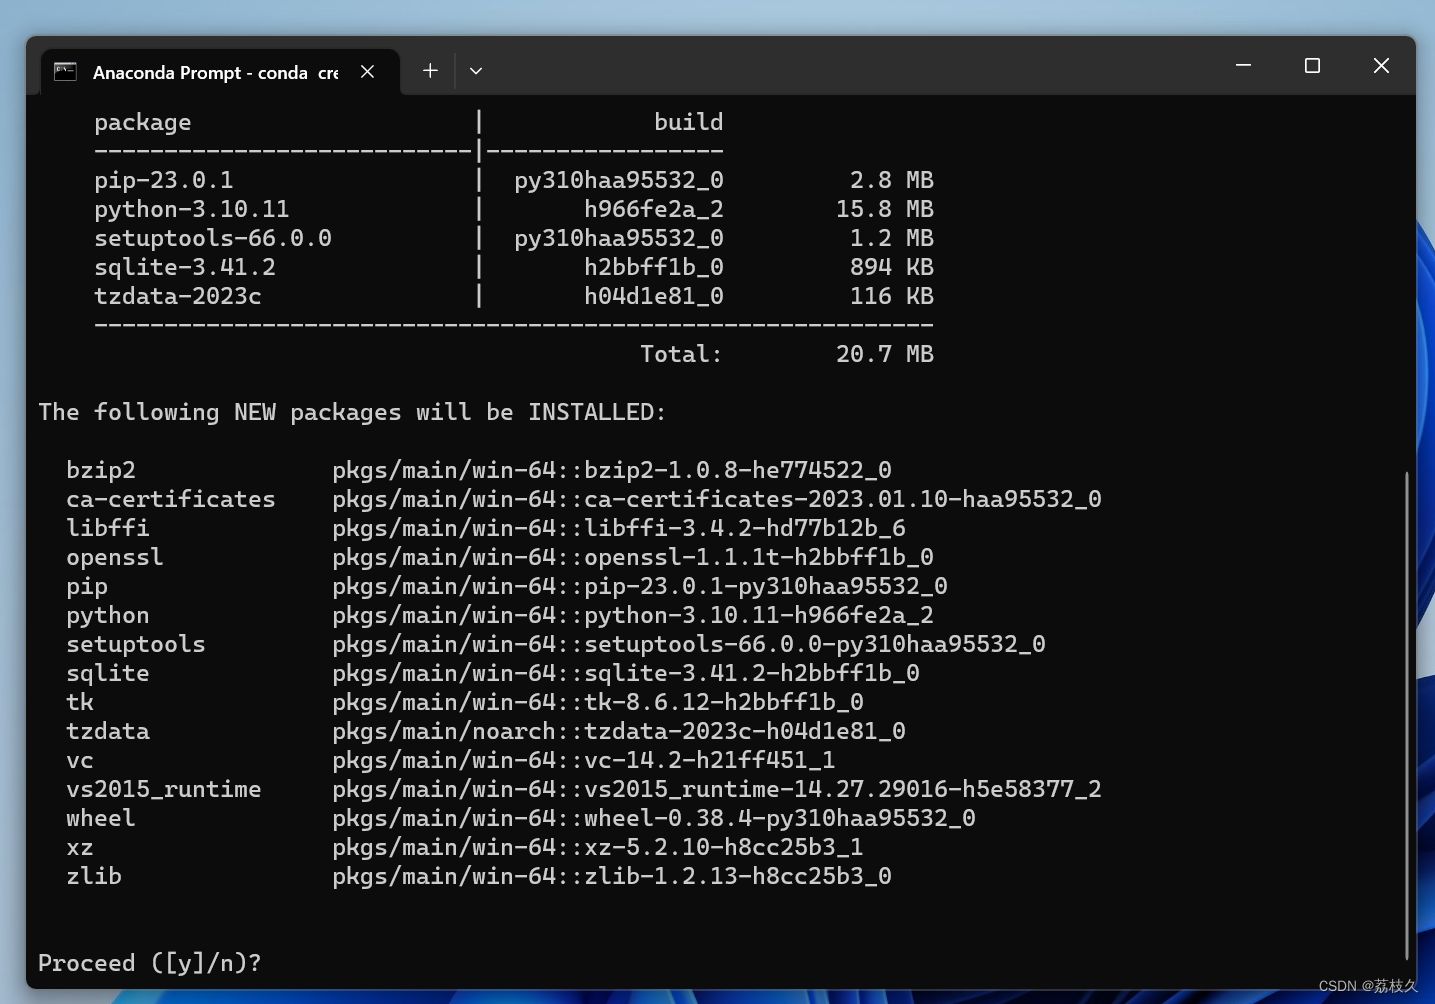 Anaconda Prompt - conda cre
package | build
---------------------------|-----------------
pip-23.0.1 | py310haa95532_0 2.8 MB
python-3.10.11 | h966fe2a_2 15.8 MB
setuptools-66.0.0 | py310haa95532_0 1.2 MB
sqlite-3.41.2 | h2bbff1b_0 894 KB
tzdata-2023c | h04d1e81_0 116 KB
------------------------------------------------------------
Total: 20.7 MB
The following NEW packages will be INSTALLED:
bzip2 pkgs/main/win-64::bzip2-1.0.8-he774522_0
ca-certificates pkgs/main/win-64::ca-certificates-2023.01.10-haa95532_0
libffi pkgs/main/win-64::libffi-3.4.2-hd77b12b_6
openssl pkgs/main/win-64::openssl-1.1.1t-h2bbff1b_0
pip pkgs/main/win-64::pip-23.0.1-py310haa95532_0
python pkgs/main/win-64::python-3.10.11-h966fe2a_2
setuptools pkgs/main/win-64::setuptools-66.0.0-py310haa95532_0
sqlite pkgs/main/win-64::sqlite-3.41.2-h2bbff1b_0
tk pkgs/main/win-64::tk-8.6.12-h2bbff1b_0
tzdata pkgs/main/noarch::tzdata-2023c-h04d1e81_0
vc pkgs/main/win-64::vc-14.2-h21ff451_1
vs2015_runtime pkgs/main/win-64::vs2015_runtime-14.27.29016-h5e58377_2
wheel pkgs/main/win-64::wheel-0.38.4-py310haa95532_0
xz pkgs/main/win-64::xz-5.2.10-h8cc25b3_1
zlib pkgs/main/win-64::zlib-1.2.13-h8cc25b3_0
Proceed ([y]/n)?
CSDN @荔枝久